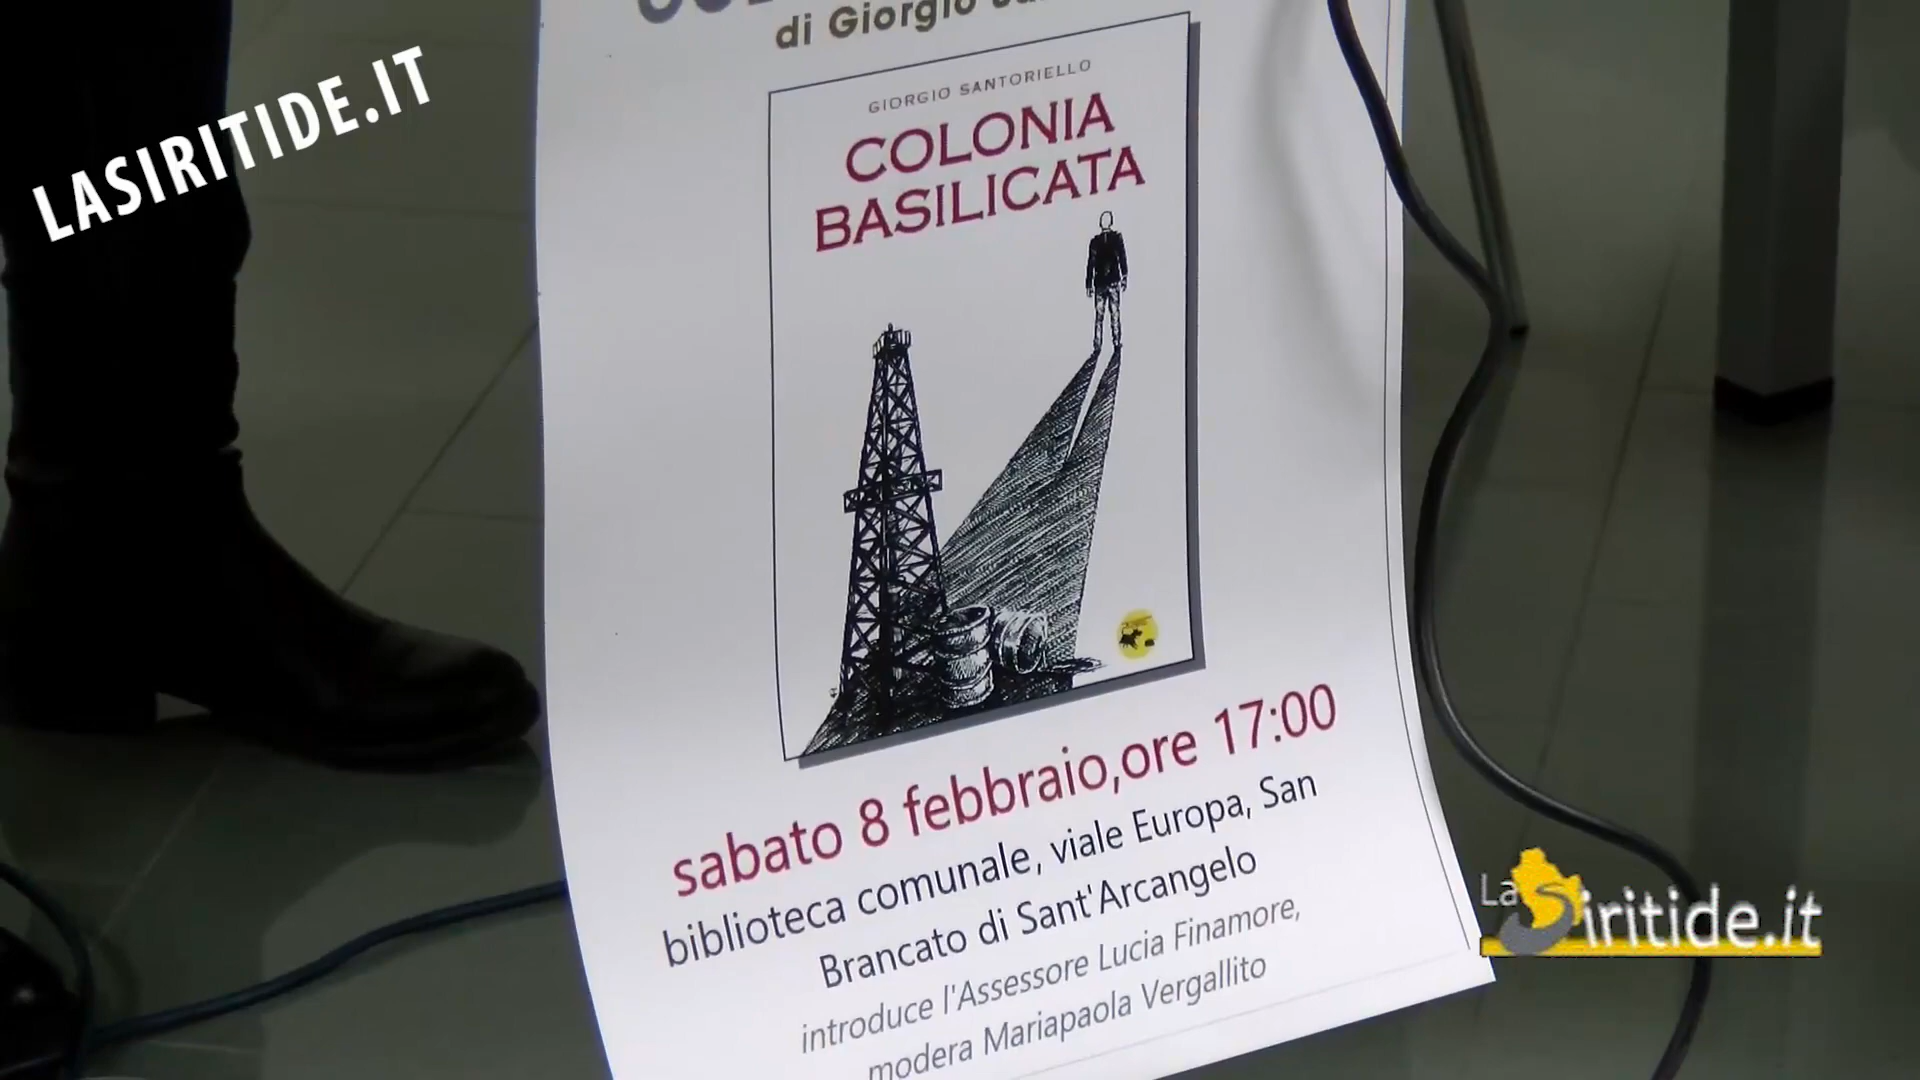 LASIRITIDE.IT
di Giorgio
GIORGIO SANTORIELLO
COLONIA
BASILICATA
sabato 8 febbraio,ore 17:00
biblioteca comunale, viale Europa, San
Brancato di Sant'Arcangelo
introduce l'Assessore Lucia Finamore,
modera Mariapaola Vergallito
LaSiritide.it